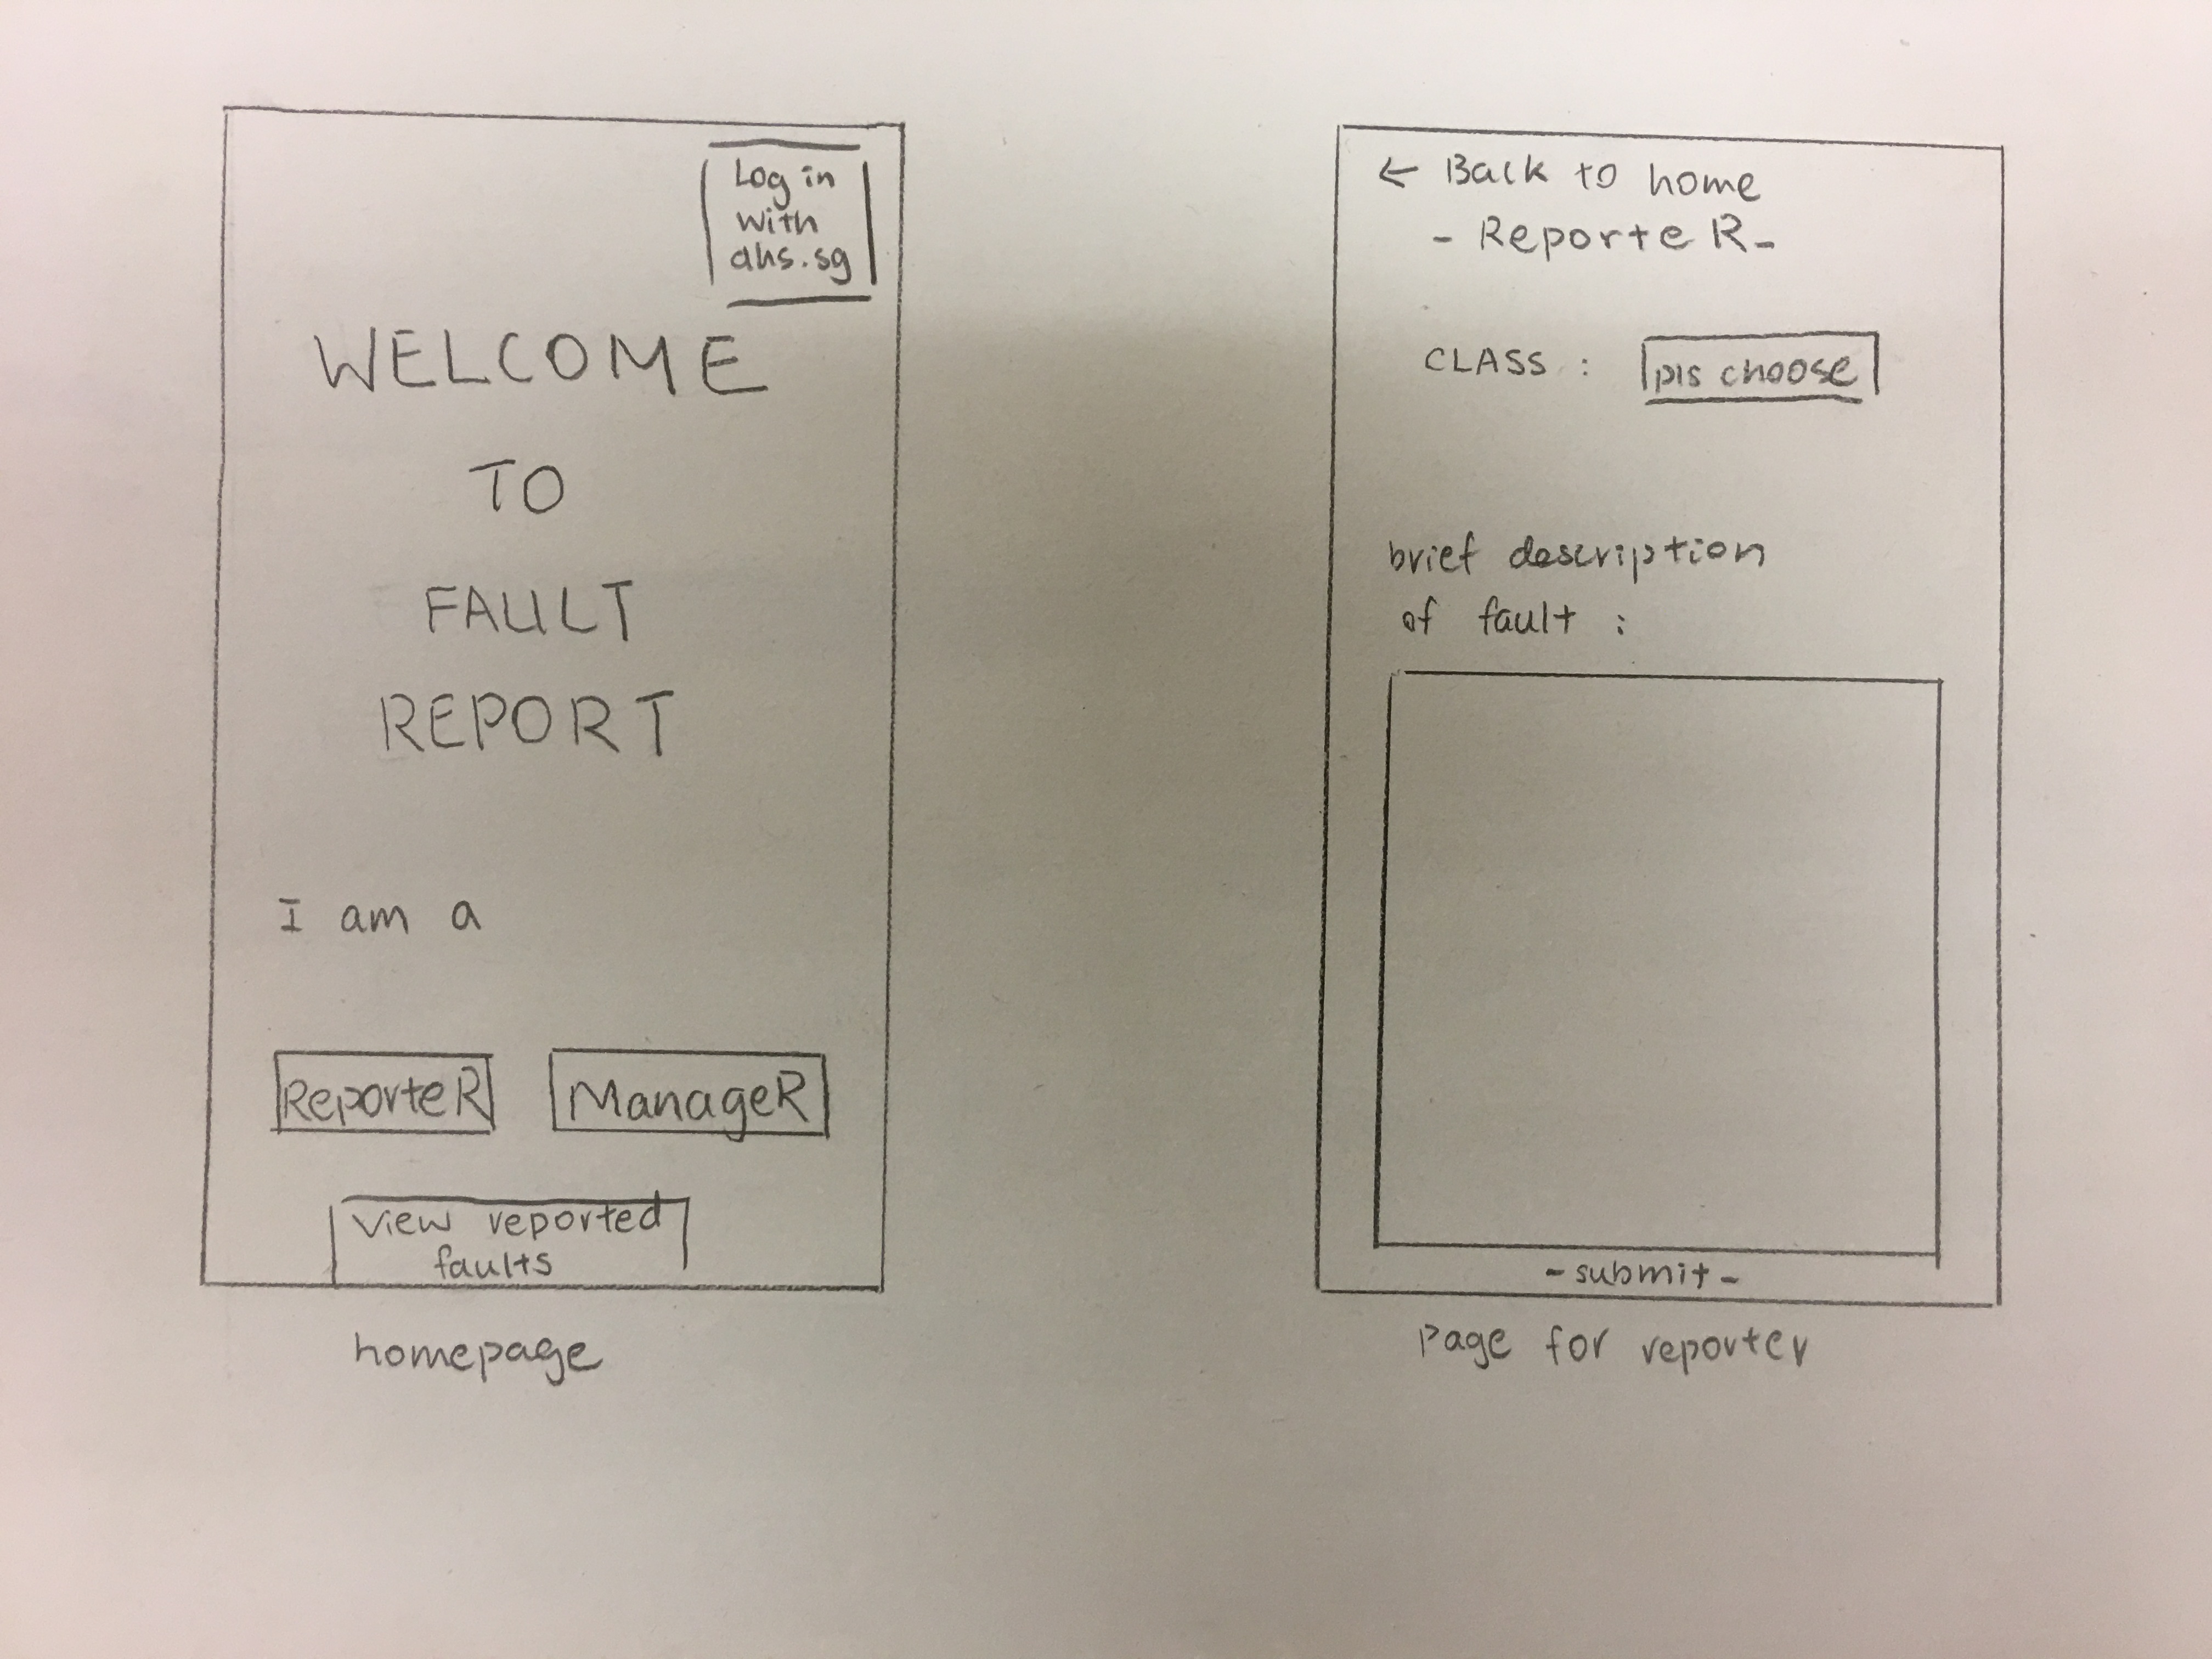 Log in
with
ahs.sg
WELCOME
TO
FAULT
REPORT
I am a
ReporteR
ManageR
View reported
faults
homepage
← Back to home
- ReporteR -
CLASS :
pls choose
brief description
of fault :
- submit -
Page for reporter